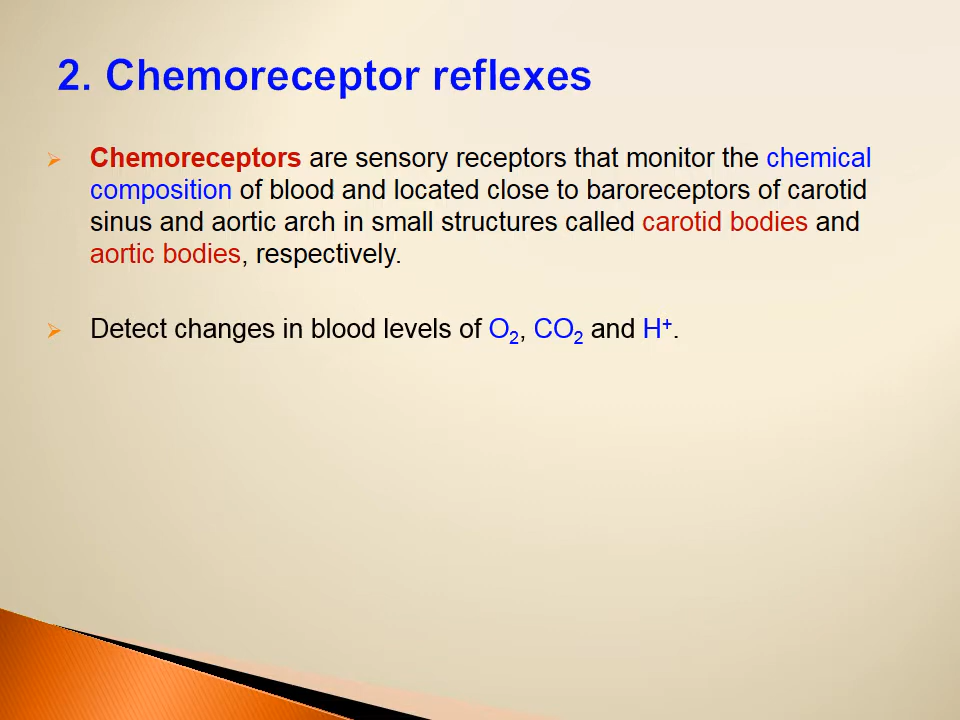 2. Chemoreceptor reflexes
Chemoreceptors are sensory receptors that monitor the chemical
composition of blood and located close to baroreceptors of carotid
sinus and aortic arch in small structures called carotid bodies and
aortic bodies, respectively.
Detect changes in blood levels of O₂, CO₂ and H⁺.